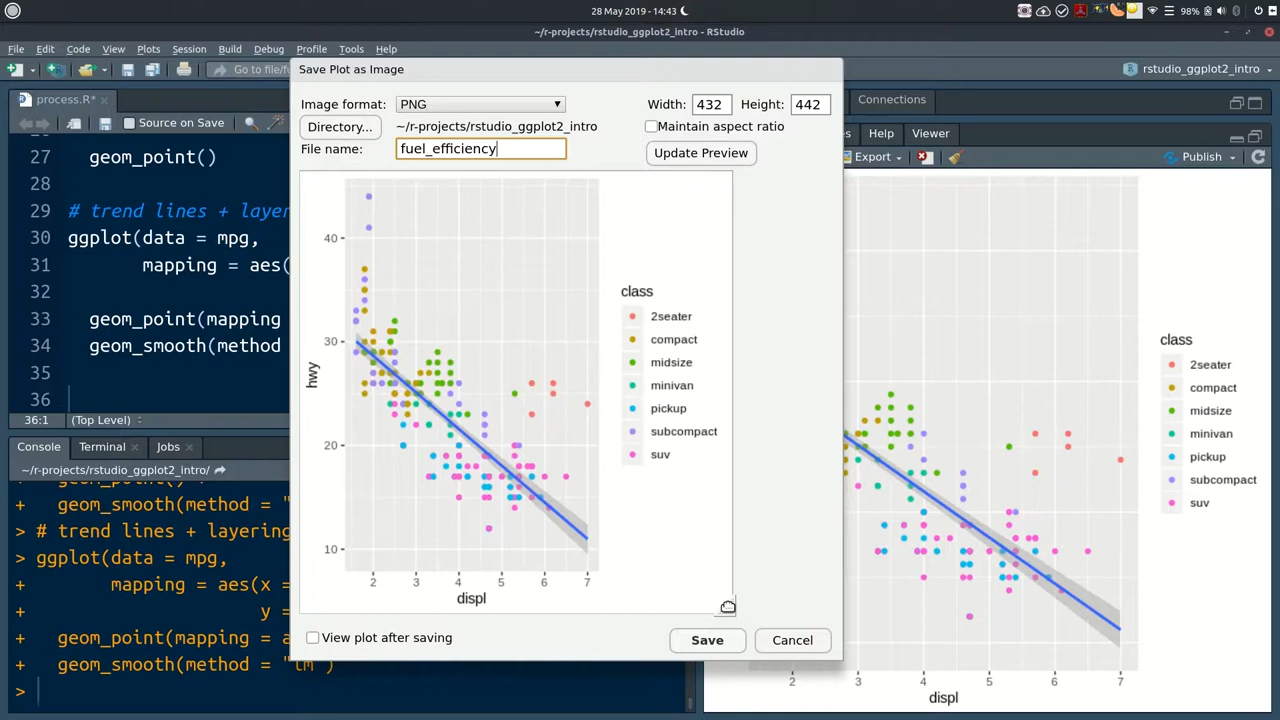 28 May 2019 - 14:43
98%
~/r-projects/rstudio_ggplot2_intro - RStudio
File Edit Code View Plots Session Build Debug Profile Tools Help
Go to file/fu
rstudio_ggplot2_intro
process.R*
Source on Save
27 geom_point()
28
29 # trend lines + layer
30 ggplot(data = mpg,
31 mapping = aes(
32
33 geom_point(mapping
34 geom_smooth(method
35
36
36:1 (Top Level)
Console Terminal Jobs
~/r-projects/rstudio_ggplot2_intro/
+ geom_point() +
+ geom_smooth(method = "
> # trend lines + layering
> ggplot(data = mpg,
+ mapping = aes(x =
+ y =
+ geom_point(mapping = a
+ geom_smooth(method = "lm")
>
Save Plot as Image
Image format: PNG
Width: 432 Height: 442
Directory... ~/r-projects/rstudio_ggplot2_intro
Maintain aspect ratio
File name: fuel_efficiency
Update Preview
hwy
40
30
20
10
2 3 4 5 6 7
displ
class
2seater
compact
midsize
minivan
pickup
subcompact
suv
View plot after saving
Save Cancel
Connections
Help Viewer
Export
Publish
class
2seater
compact
midsize
minivan
pickup
subcompact
suv
2 3 4 5 6 7
displ